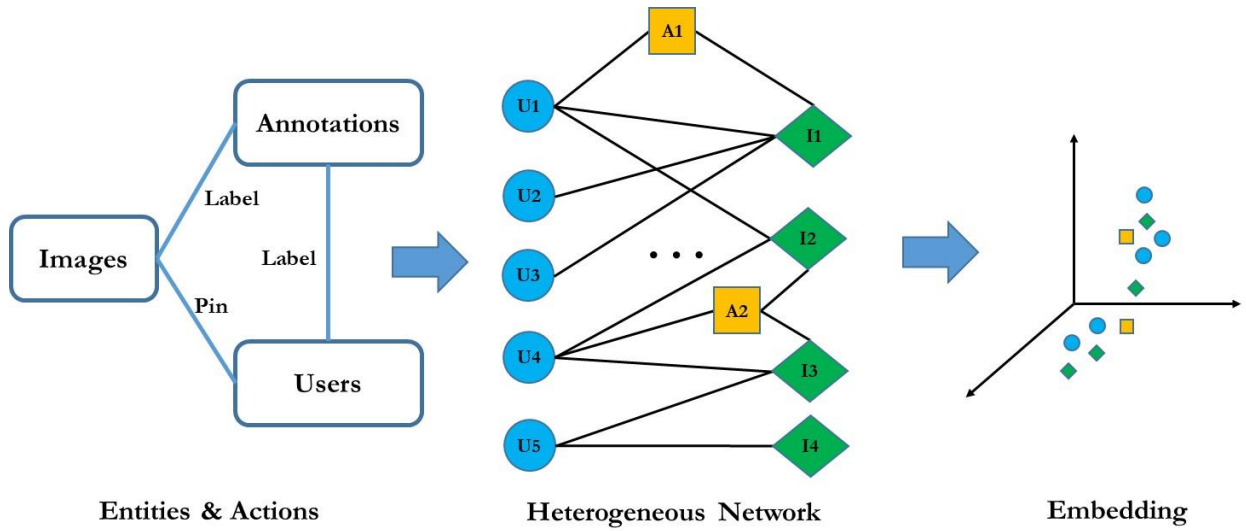 Annotations
Label
Images
Label
Pin
Users
Entities & Actions
A1
U1
I1
U2
I2
U3
...
A2
U4
I3
U5
I4
Heterogeneous Network
Embedding